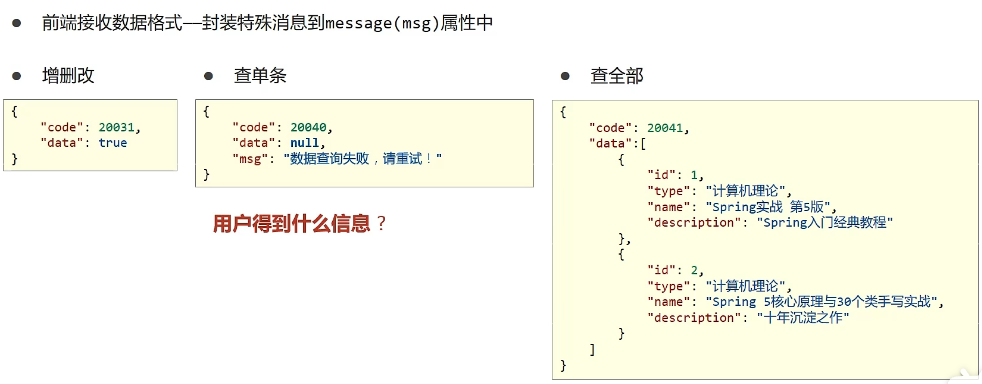 ● 前端接收数据格式——封装特殊消息到message(msg)属性中
● 增删改
{
"code": 20031,
"data": true
}
● 查单条
{
"code": 20040,
"data": null,
"msg": "数据查询失败，请重试！"
}
用户得到什么信息？
● 查全部
{
"code": 20041,
"data":[
{
"id": 1,
"type": "计算机理论",
"name": "Spring实战 第5版",
"description": "Spring入门经典教程"
},
{
"id": 2,
"type": "计算机理论",
"name": "Spring 5核心原理与30个类手写实战",
"description": "十年沉淀之作"
}
]
}